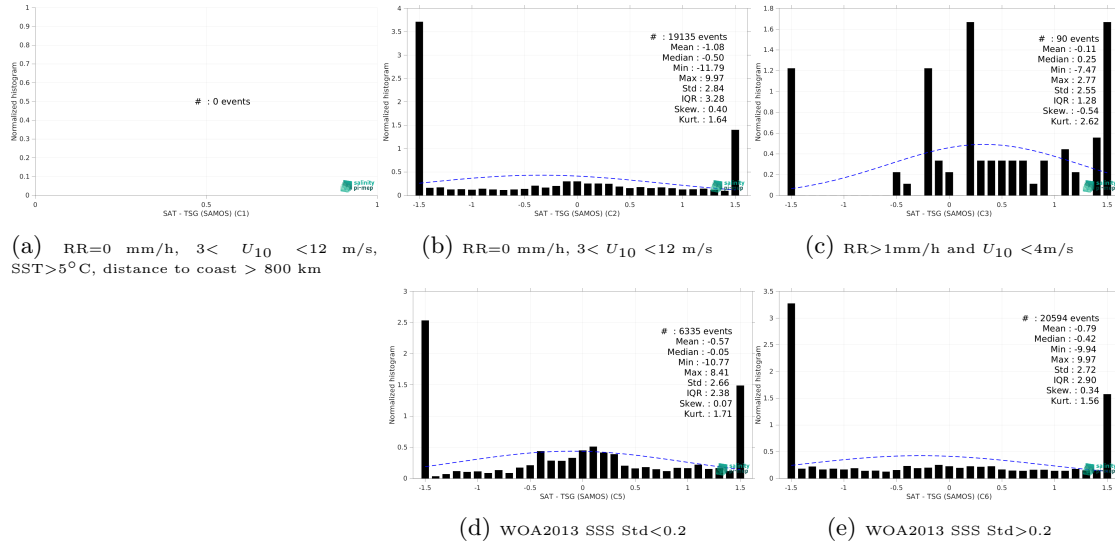 1
0.9
0.8
0.7
0.6
0.5
0.4
0.3
0.2
0.1
0
Normalized histogram
# : 0 events
0
0.5
1
SAT - TSG (SAMOS) (C1)
salinity
pi-mep
(a) RR=0 mm/h, 3< U10 <12 m/s,
SST>5°C, distance to coast > 800 km
4
3.5
3
2.5
2
1.5
1
0.5
0
Normalized histogram
# : 19135 events
Mean : -1.08
Median : -0.50
Min : -11.79
Max : 9.97
Std : 2.84
IQR : 3.28
Skew. : 0.40
Kurt. : 1.64
-1.5
-1
-0.5
0
0.5
1
1.5
SAT - TSG (SAMOS) (C2)
salinity
pi-mep
(b) RR=0 mm/h, 3< U10 <12 m/s
1.8
1.6
1.4
1.2
1
0.8
0.6
0.4
0.2
0
Normalized histogram
# : 90 events
Mean : -0.11
Median : 0.25
Min : -7.47
Max : 2.77
Std : 2.55
IQR : 1.28
Skew. : -0.54
Kurt. : 2.62
-1.5
-1
-0.5
0
0.5
1
1.5
SAT - TSG (SAMOS) (C3)
salinity
pi-mep
(c) RR>1mm/h and U10 <4m/s
3
2.5
2
1.5
1
0.5
0
Normalized histogram
# : 6335 events
Mean : -0.57
Median : -0.05
Min : -10.77
Max : 8.41
Std : 2.66
IQR : 2.38
Skew. : 0.07
Kurt. : 1.71
-1.5
-1
-0.5
0
0.5
1
1.5
SAT - TSG (SAMOS) (C5)
salinity
pi-mep
(d) WOA2013 SSS Std<0.2
3.5
3
2.5
2
1.5
1
0.5
0
Normalized histogram
# : 20594 events
Mean : -0.79
Median : -0.42
Min : -9.94
Max : 9.97
Std : 2.72
IQR : 2.90
Skew. : 0.34
Kurt. : 1.56
-1.5
-1
-0.5
0
0.5
1
1.5
SAT - TSG (SAMOS) (C6)
salinity
pi-mep
(e) WOA2013 SSS Std>0.2